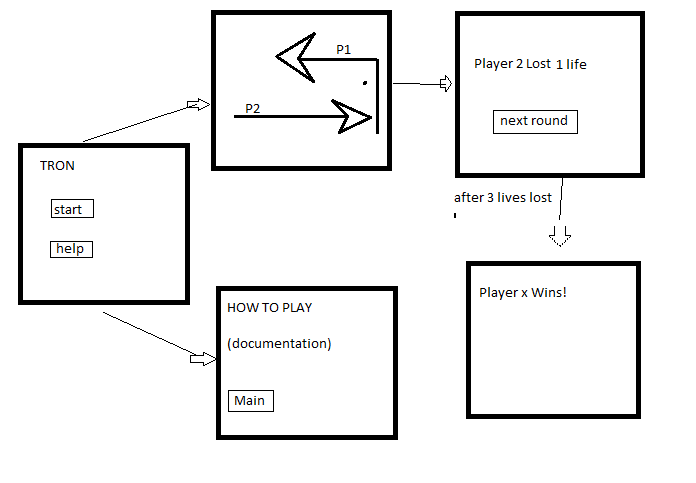 TRON
start
help
P1
P2
Player 2 Lost 1 life
next round
after 3 lives lost
Player x Wins!
HOW TO PLAY
(documentation)
Main